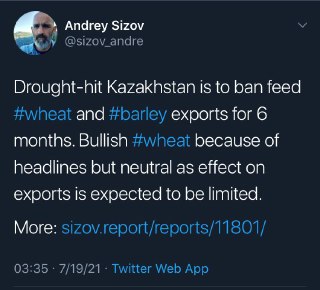 Andrey Sizov
@sizov_andre
Drought-hit Kazakhstan is to ban feed
#wheat and #barley exports for 6
months. Bullish #wheat because of
headlines but neutral as effect on
exports is expected to be limited.
More: sizov.report/reports/11801/
03:35 · 7/19/21 · Twitter Web App